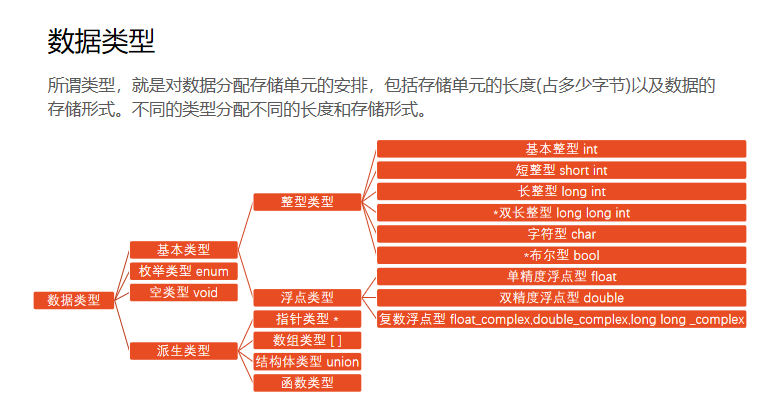 数据类型
所谓类型，就是对数据分配存储单元的安排，包括存储单元的长度(占多少字节)以及数据的
存储形式。不同的类型分配不同的长度和存储形式。
数据类型
基本类型
枚举类型 enum
空类型 void
派生类型
整型类型
浮点类型
指针类型 *
数组类型 [ ]
结构体类型 union
函数类型
基本整型 int
短整型 short int
长整型 long int
*双长整型 long long int
字符型 char
*布尔型 bool
单精度浮点型 float
双精度浮点型 double
复数浮点型 float_complex,double_complex,long long _complex